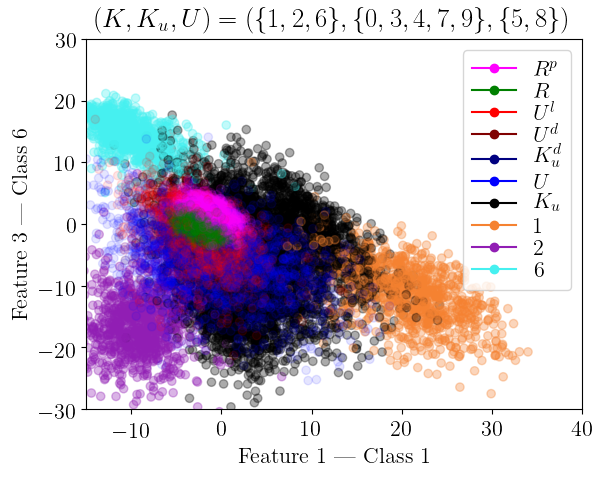 (K, K_u, U) = ({1, 2, 6}, {0, 3, 4, 7, 9}, {5, 8})
30
20
10
0
−10
−20
−30
Feature 3 — Class 6
−10
0
10
20
30
40
Feature 1 — Class 1
R^p
R
U^l
U^d
K_u^d
U
K_u
1
2
6